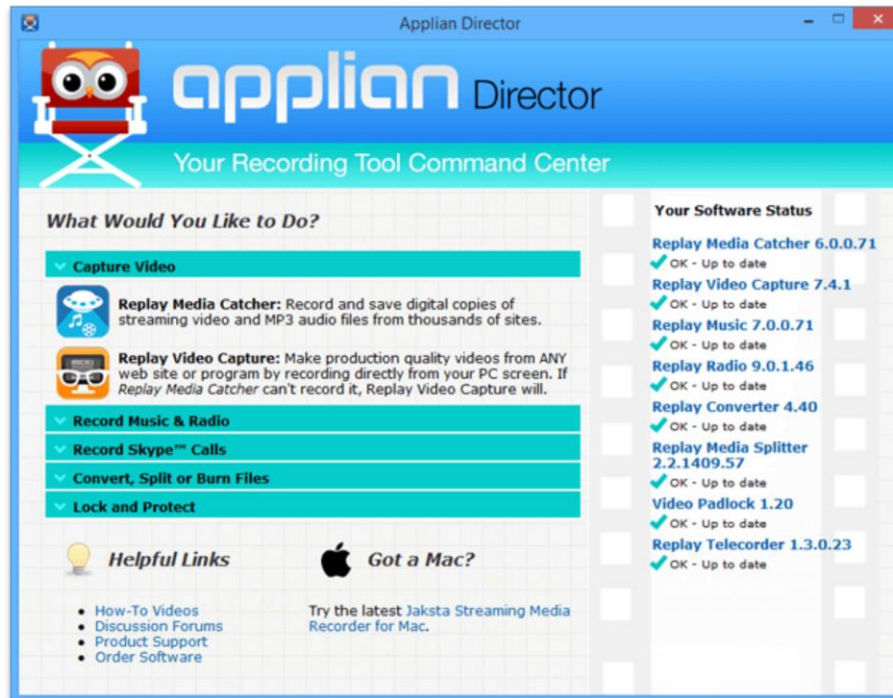 Applian Director
applian Director
Your Recording Tool Command Center
What Would You Like to Do?
Capture Video
Replay Media Catcher: Record and save digital copies of
streaming video and MP3 audio files from thousands of sites.
Replay Video Capture: Make production quality videos from ANY
web site or program by recording directly from your PC screen. If
Replay Media Catcher can't record it, Replay Video Capture will.
Record Music & Radio
Record Skype™ Calls
Convert, Split or Burn Files
Lock and Protect
Helpful Links
How-To Videos
Discussion Forums
Product Support
Order Software
Got a Mac?
Try the latest Jaksta Streaming Media
Recorder for Mac.
Your Software Status
Replay Media Catcher 6.0.0.71
OK - Up to date
Replay Video Capture 7.4.1
OK - Up to date
Replay Music 7.0.0.71
OK - Up to date
Replay Radio 9.0.1.46
OK - Up to date
Replay Converter 4.40
OK - Up to date
Replay Media Splitter
2.2.1409.57
OK - Up to date
Video Padlock 1.20
OK - Up to date
Replay Telecorder 1.3.0.23
OK - Up to date